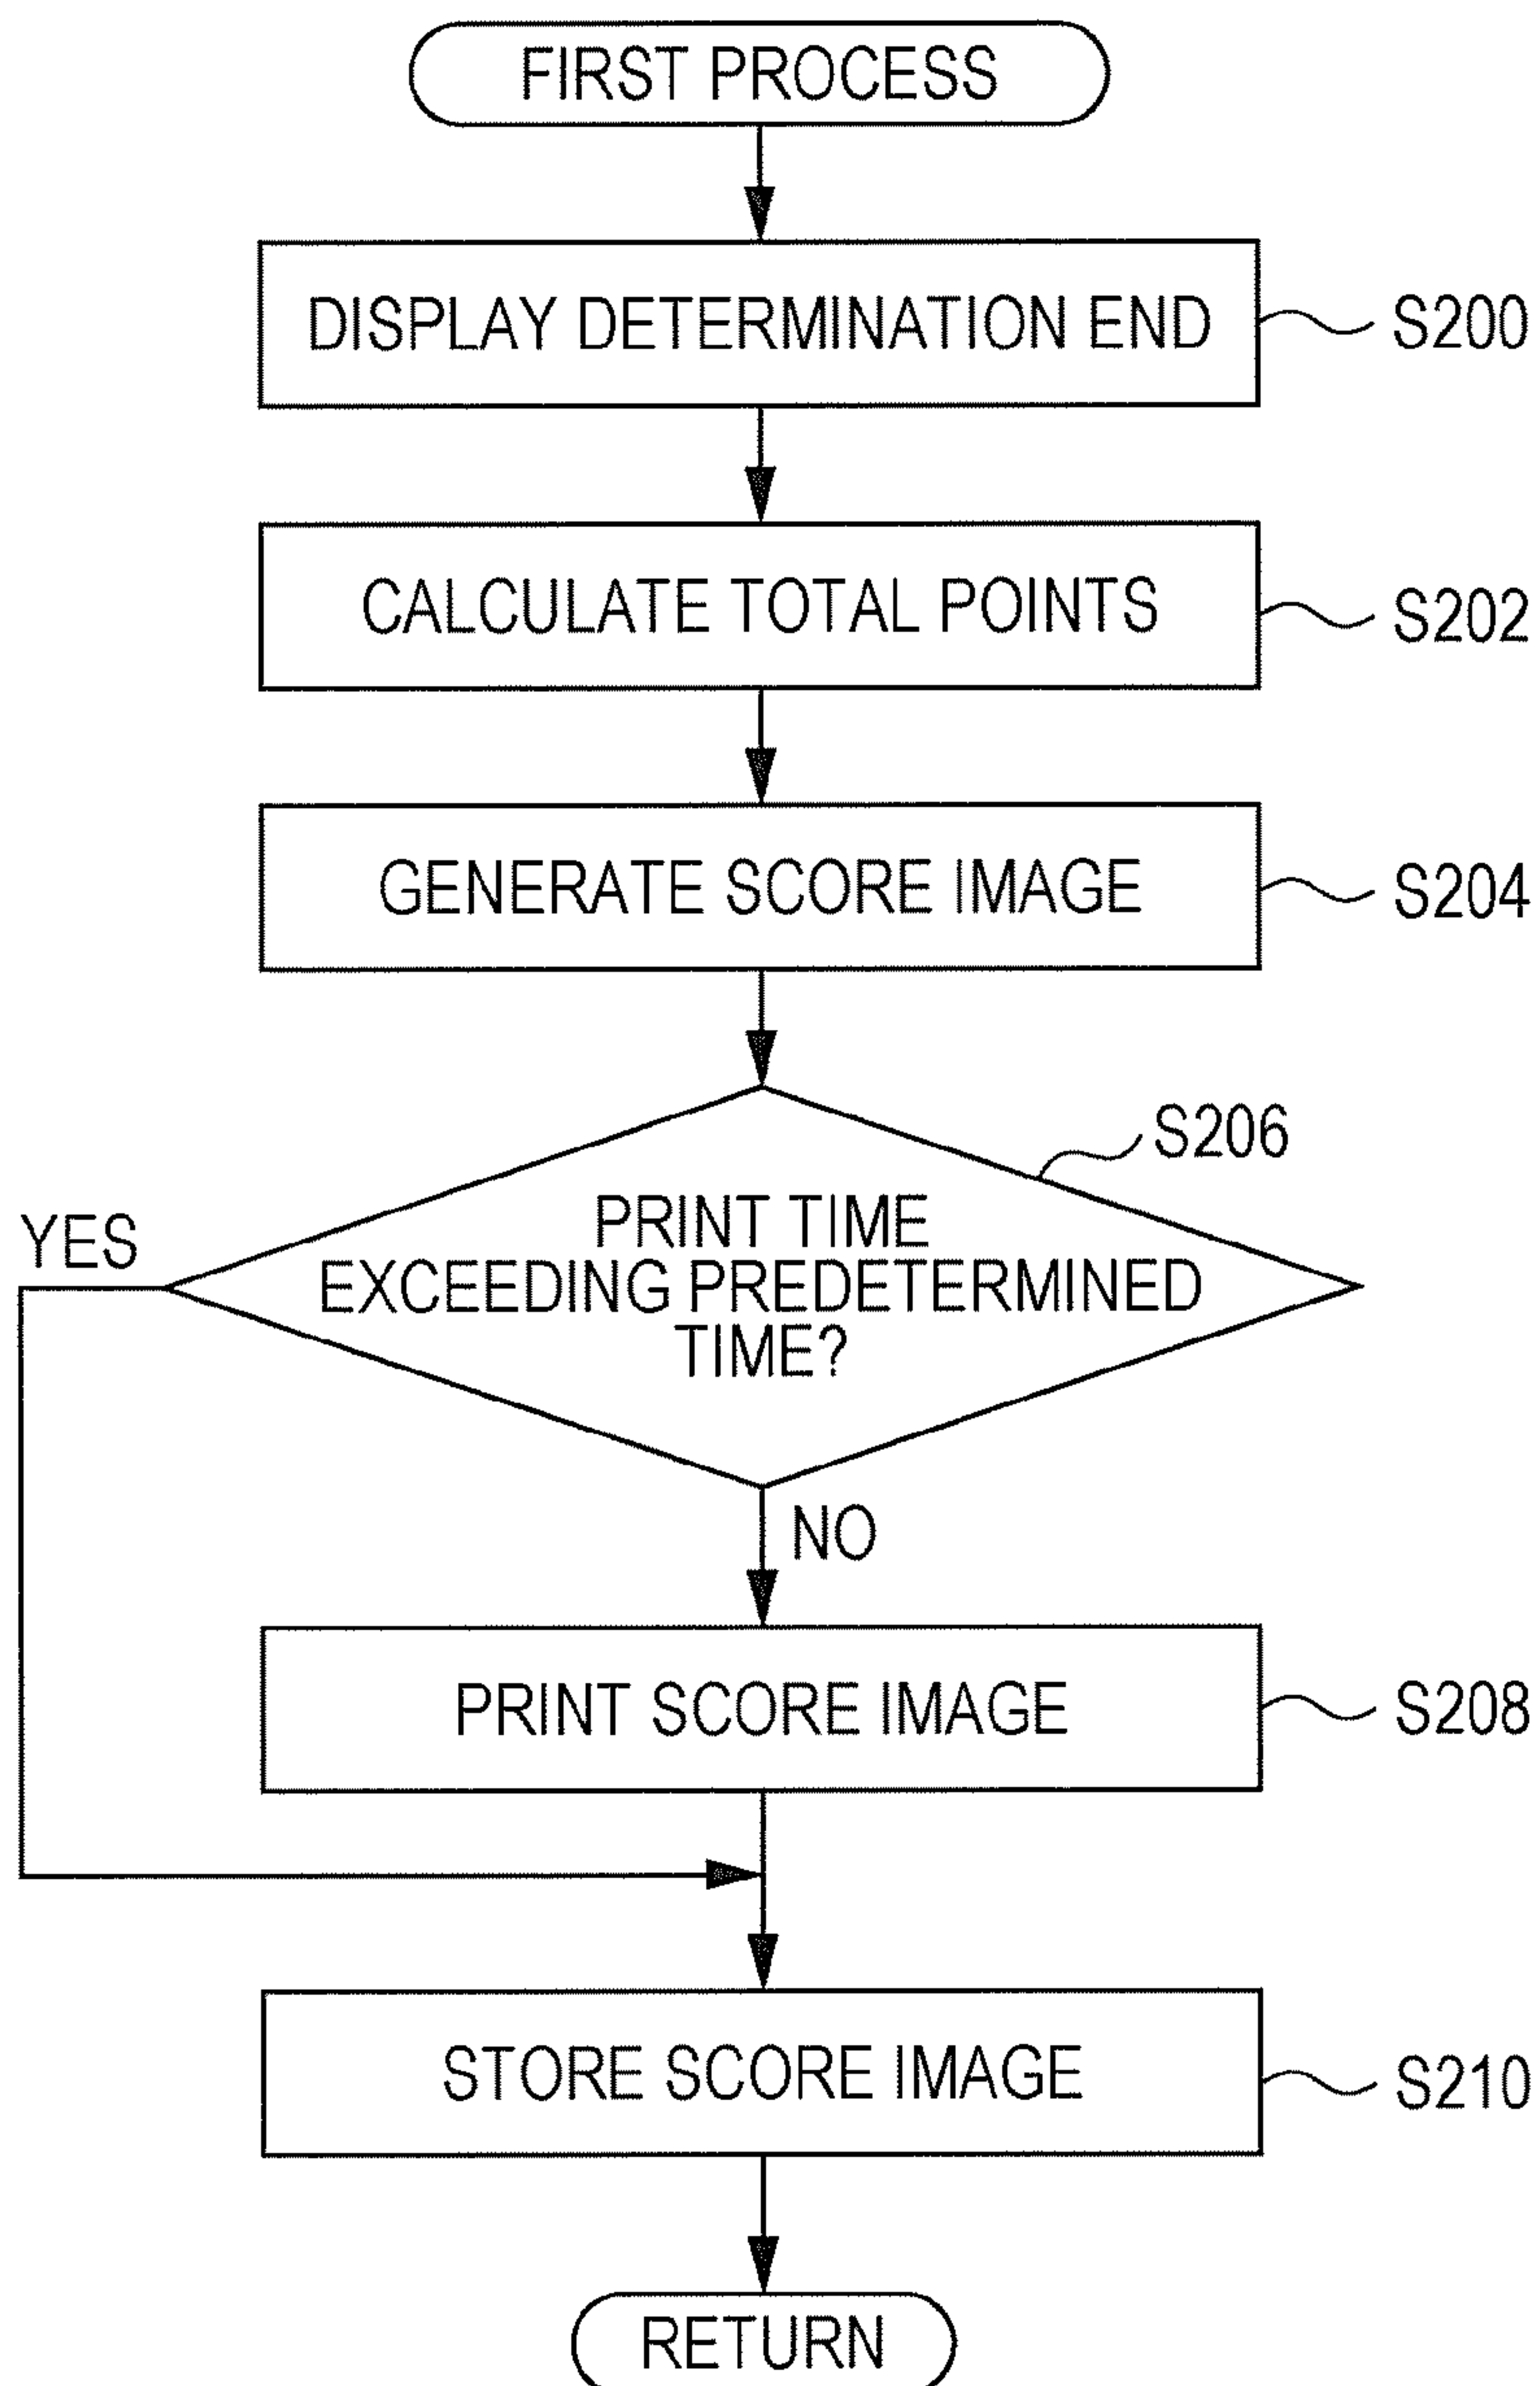 FIRST PROCESS
DISPLAY DETERMINATION END
S200
CALCULATE TOTAL POINTS
S202
GENERATE SCORE IMAGE
S204
S206
PRINT TIME
EXCEEDING PREDETERMINED
TIME?
YES
NO
PRINT SCORE IMAGE
S208
STORE SCORE IMAGE
S210
RETURN